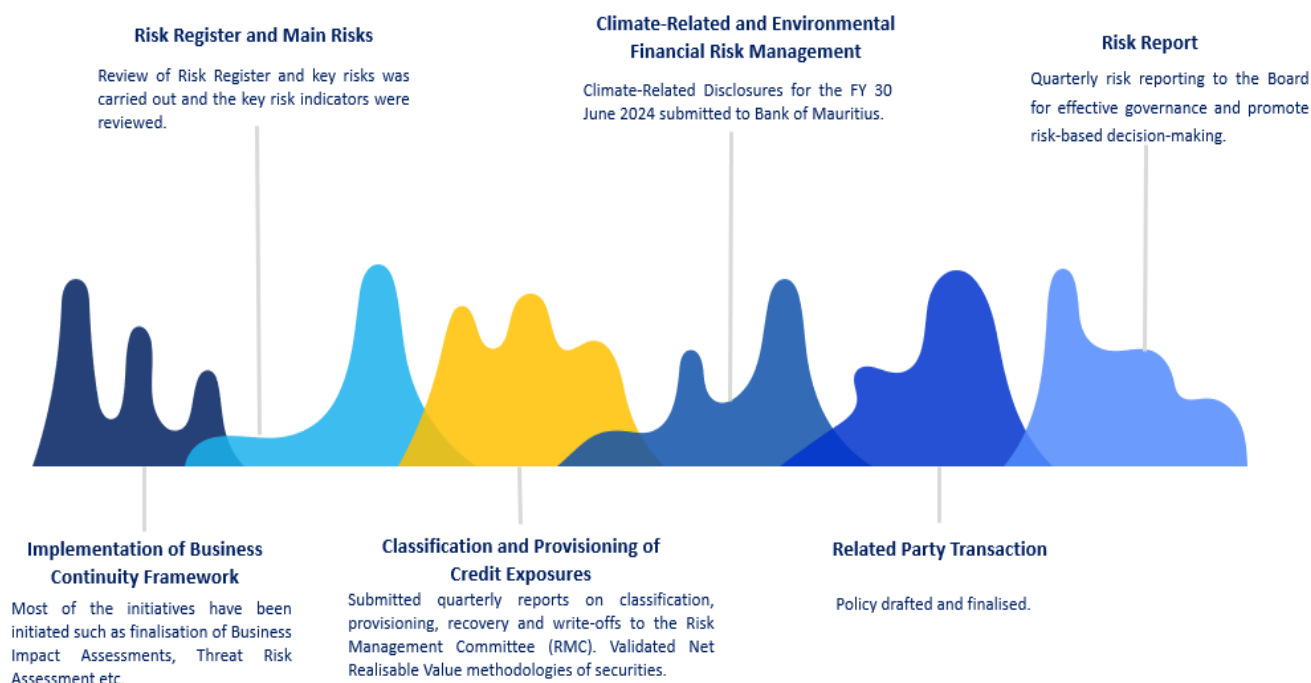 Risk Register and Main Risks
Review of Risk Register and key risks was
carried out and the key risk indicators were
reviewed.
Climate-Related and Environmental
Financial Risk Management
Climate-Related Disclosures for the FY 30
June 2024 submitted to Bank of Mauritius.
Risk Report
Quarterly risk reporting to the Board
for effective governance and promote
risk-based decision-making.
Implementation of Business
Continuity Framework
Most of the initiatives have been
initiated such as finalisation of Business
Impact Assessments, Threat Risk
Assessment etc.
Classification and Provisioning of
Credit Exposures
Submitted quarterly reports on classification,
provisioning, recovery and write-offs to the Risk
Management Committee (RMC). Validated Net
Realisable Value methodologies of securities.
Related Party Transaction
Policy drafted and finalised.